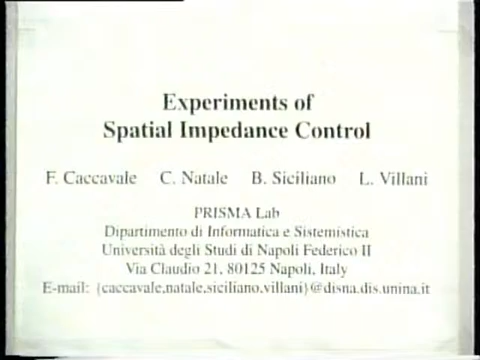 Experiments of
Spatial Impedance Control
F. Caccavale C. Natale B. Siciliano L. Villani
PRISMA Lab
Dipartimento di Informatica e Sistemistica
Università degli Studi di Napoli Federico II
Via Claudio 21, 80125 Napoli, Italy
E-mail: {caccavale,natale,siciliano,villani}@disna.dis.unina.it